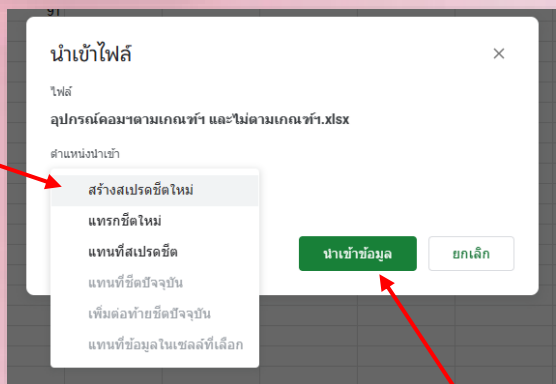 91
นำเข้าไฟล์
ไฟล์
อุปกรณ์คอมฯตามเกณฑ์ฯ และไม่ตามเกณฑ์ฯ.xlsx
ตำแหน่งนำเข้า
สร้างสเปรดชีตใหม่
แทรกชีตใหม่
แทนที่สเปรดชีต
นำเข้าข้อมูล ยกเลิก
แทนที่ชีตปัจจุบัน
เพิ่มต่อท้ายชีตปัจจุบัน
แทนที่ข้อมูลในเซลล์ที่เลือก